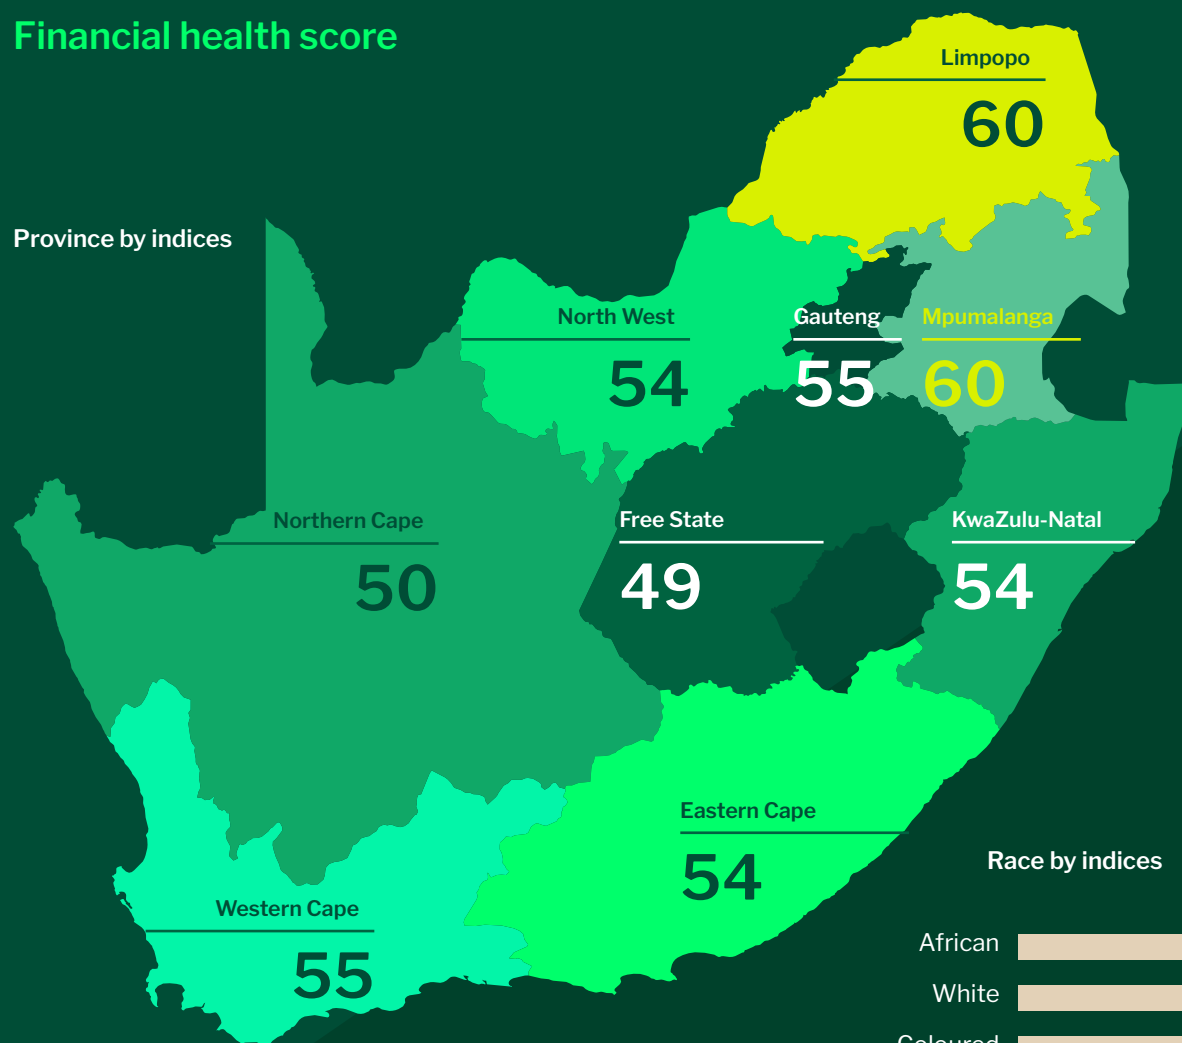 Financial health score
Limpopo
60
Province by indices
North West
54
Gauteng
55
Mpumalanga
60
Northern Cape
50
Free State
49
KwaZulu-Natal
54
Eastern Cape
54
Western Cape
55
Race by indices
African
White
Coloured